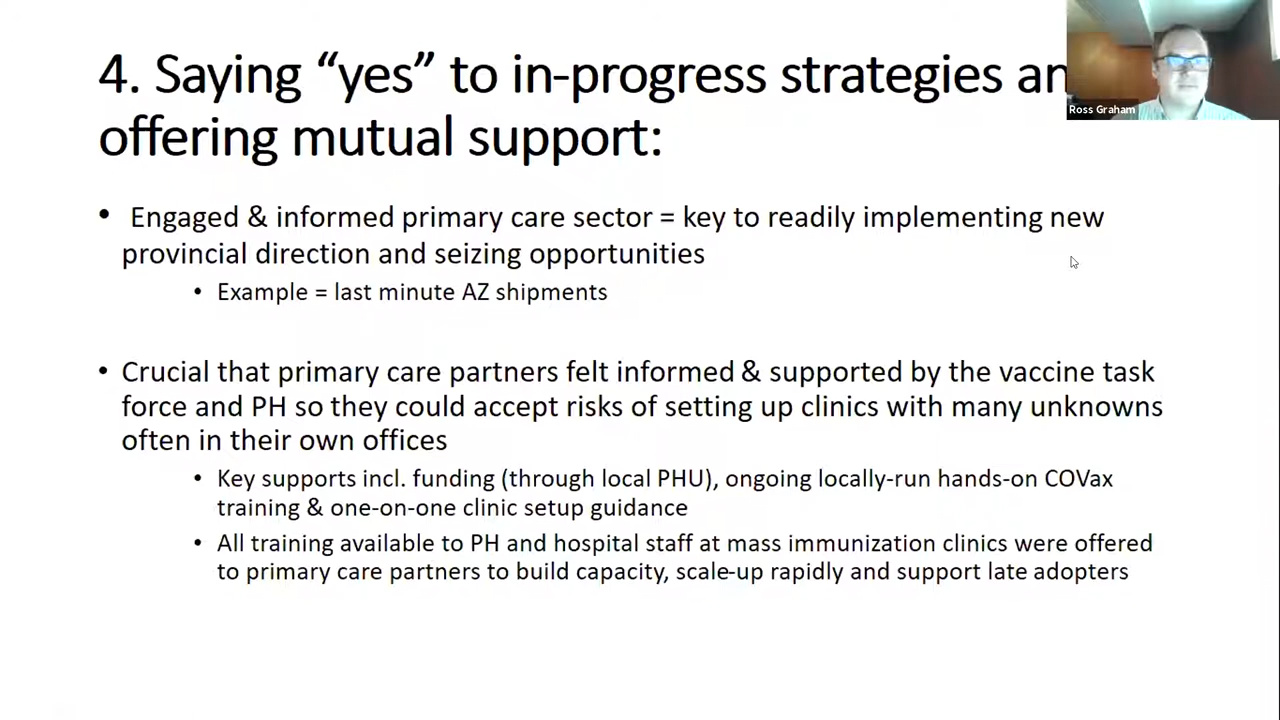 4. Saying “yes” to in-progress strategies an
Ross Graham
offering mutual support:
• Engaged & informed primary care sector = key to readily implementing new
provincial direction and seizing opportunities
• Example = last minute AZ shipments
• Crucial that primary care partners felt informed & supported by the vaccine task
force and PH so they could accept risks of setting up clinics with many unknowns
often in their own offices
• Key supports incl. funding (through local PHU), ongoing locally-run hands-on COVax
training & one-on-one clinic setup guidance
• All training available to PH and hospital staff at mass immunization clinics were offered
to primary care partners to build capacity, scale-up rapidly and support late adopters